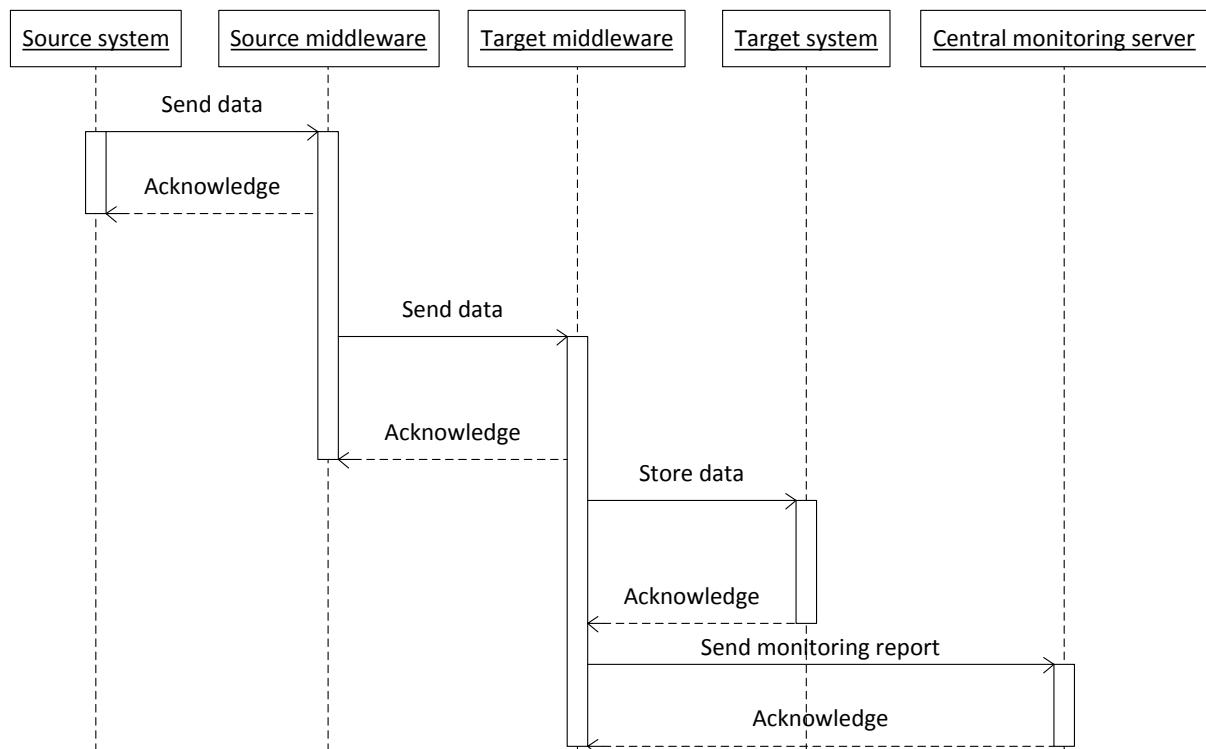 Source system
Source middleware
Target middleware
Target system
Central monitoring server
Send data
Acknowledge
Send data
Acknowledge
Store data
Acknowledge
Send monitoring report
Acknowledge